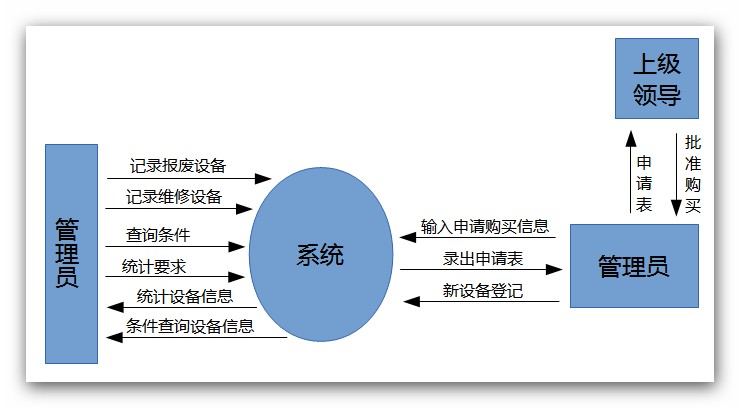 上级
领导
申请表
批准购买
管理员
记录报废设备
记录维修设备
查询条件
统计要求
统计设备信息
条件查询设备信息
系统
输入申请购买信息
录出申请表
新设备登记
管理员